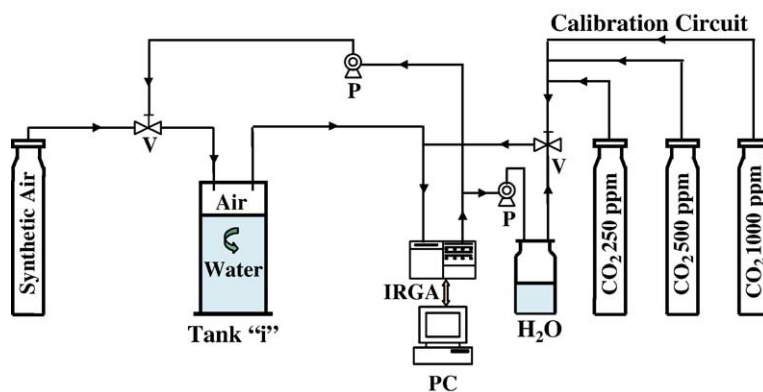 Calibration Circuit
P
V
V
Synthetic Air
Air
Water
Tank “i”
P
IRGA
PC
H₂O
CO₂ 250 ppm
CO₂ 500 ppm
CO₂ 1000 ppm